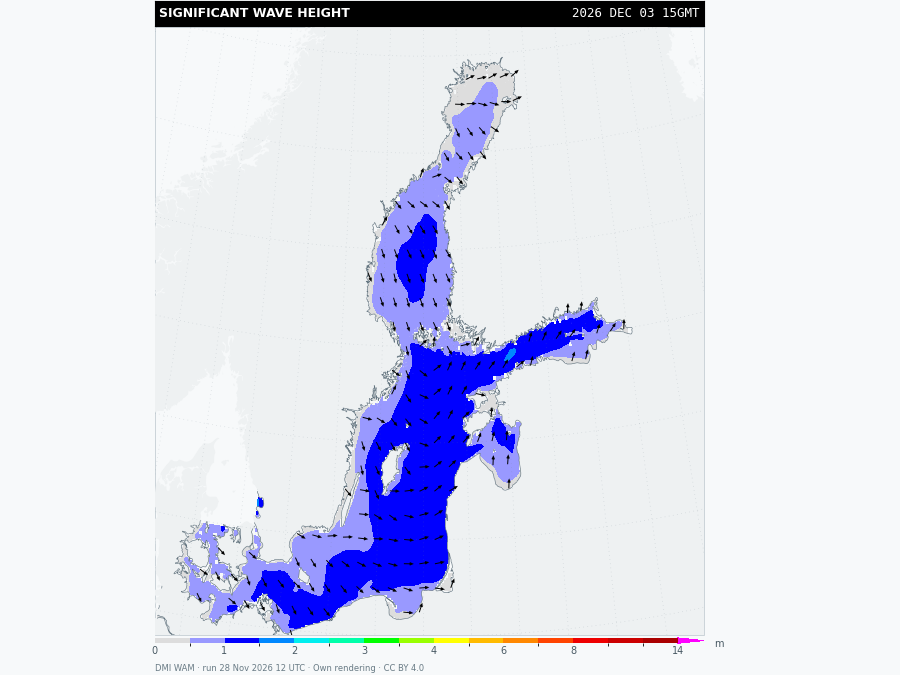 SIGNIFICANT WAVE HEIGHT 2026 DEC 03 15GMT
0 1 2 3 4 6 8 14 m
DMI WAM · run 28 Nov 2026 12 UTC · Own rendering · CC BY 4.0